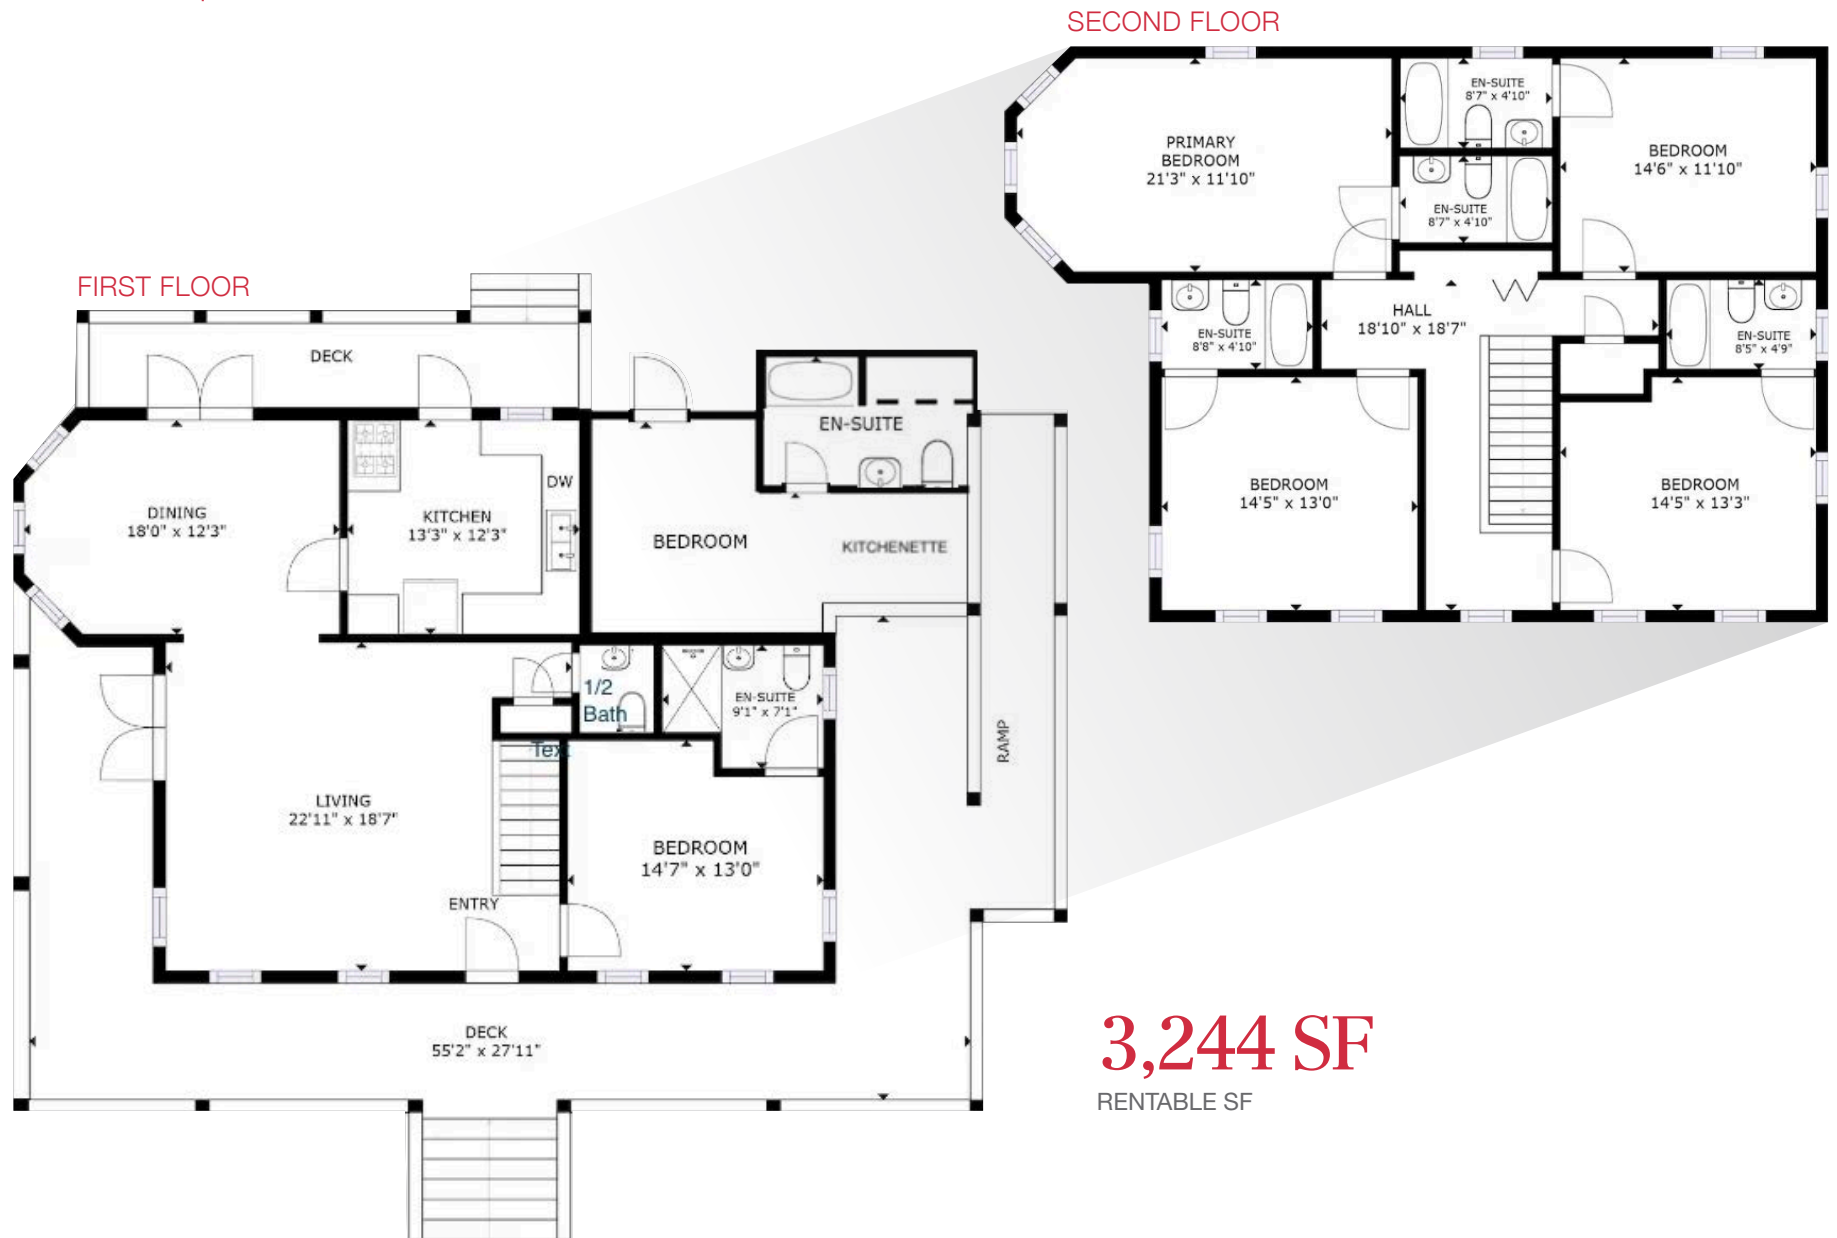 SECOND FLOOR
EN-SUITE
8'7" x 4'10"
PRIMARY
BEDROOM
21'3" x 11'10"
BEDROOM
14'6" x 11'10"
EN-SUITE
8'7" x 4'10"
HALL
18'10" x 18'7"
EN-SUITE
8'8" x 4'10"
EN-SUITE
8'5" x 4'9"
BEDROOM
14'5" x 13'0"
BEDROOM
14'5" x 13'3"
FIRST FLOOR
DECK
EN-SUITE
DW
DINING
18'0" x 12'3"
KITCHEN
13'3" x 12'3"
BEDROOM
KITCHENETTE
1/2
Bath
EN-SUITE
9'1" x 7'1"
Text
RAMP
LIVING
22'11" x 18'7"
BEDROOM
14'7" x 13'0"
ENTRY
DECK
55'2" x 27'11"
3,244 SF
RENTABLE SF